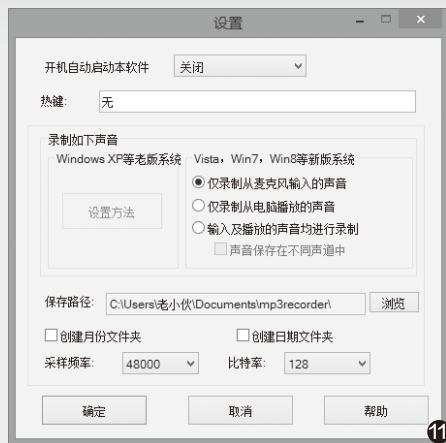 设置
开机自动启动本软件 关闭
热键: 无
录制如下声音
Windows XP等老版系统 Vista，Win7，Win8等新版系统
设置方法
仅录制从麦克风输入的声音
仅录制从电脑播放的声音
输入及播放的声音均进行录制
声音保存在不同声道中
保存路径: C:\Users\老小伙\Documents\mp3recorder\ 浏览
创建月份文件夹 创建日期文件夹
采样频率: 48000 比特率: 128
确定 取消 帮助
11